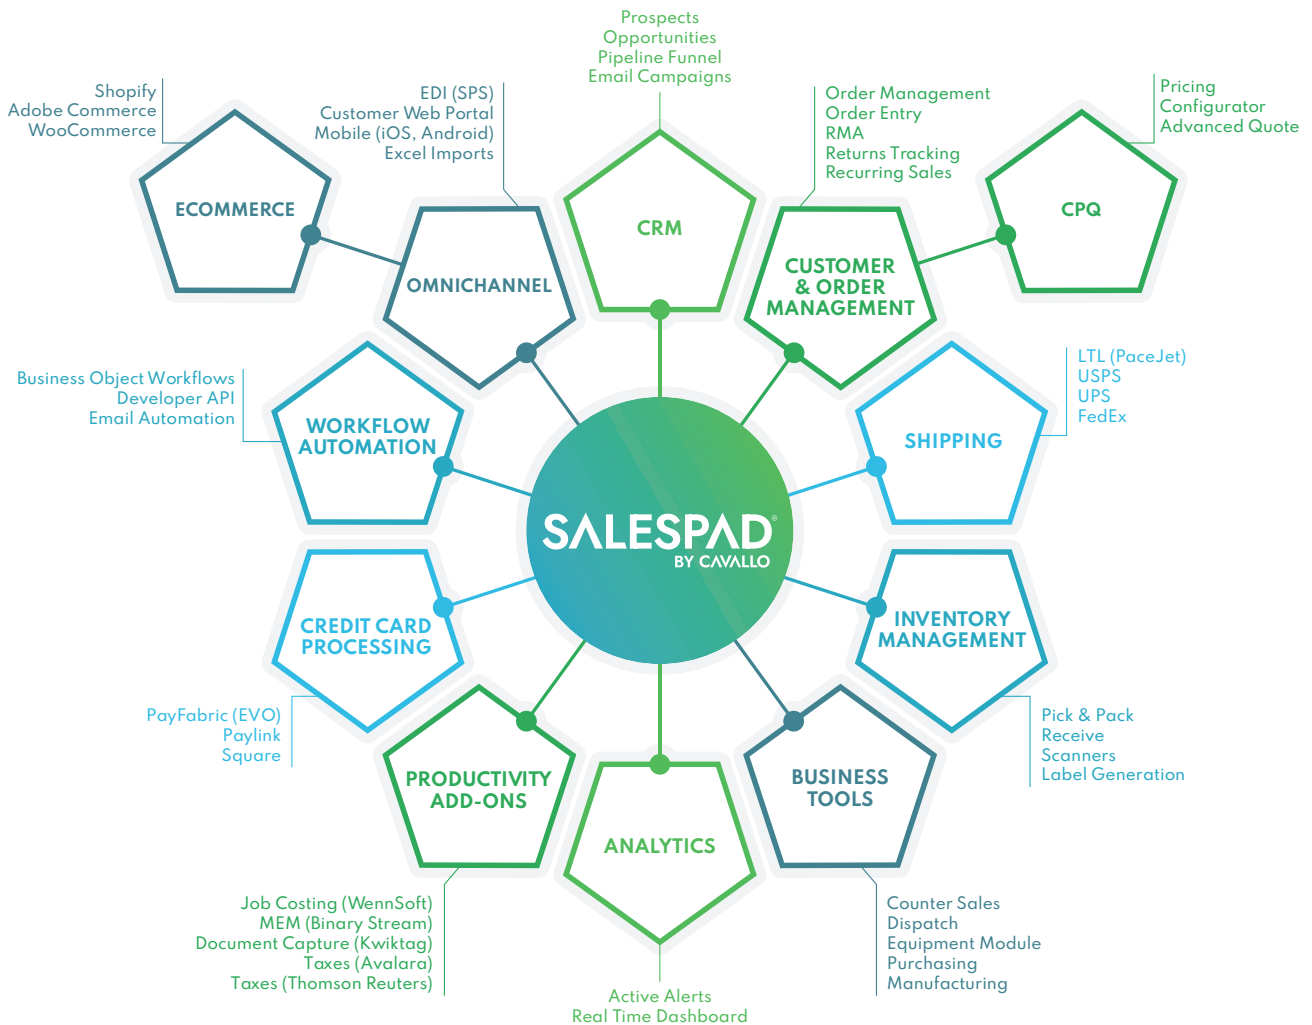 Prospects
Opportunities
Pipeline Funnel
Email Campaigns
Shopify
Adobe Commerce
WooCommerce
EDI (SPS)
Customer Web Portal
Mobile (iOS, Android)
Excel Imports
Order Management
Order Entry
RMA
Returns Tracking
Recurring Sales
Pricing
Configurator
Advanced Quote
ECOMMERCE
OMNICHANNEL
CRM
CUSTOMER
& ORDER
MANAGEMENT
CPQ
Business Object Workflows
Developer API
Email Automation
WORKFLOW
AUTOMATION
SHIPPING
LTL (PaceJet)
USPS
UPS
FedEx
SALESPAD®
BY CAVALLO
CREDIT CARD
PROCESSING
INVENTORY
MANAGEMENT
PayFabric (EVO)
Paylink
Square
Pick & Pack
Receive
Scanners
Label Generation
PRODUCTIVITY
ADD-ONS
ANALYTICS
BUSINESS
TOOLS
Job Costing (WennSoft)
MEM (Binary Stream)
Document Capture (Kwiktag)
Taxes (Avalara)
Taxes (Thomson Reuters)
Active Alerts
Real Time Dashboard
Counter Sales
Dispatch
Equipment Module
Purchasing
Manufacturing